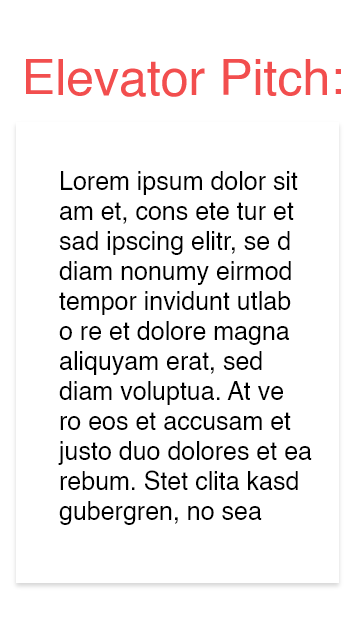 Elevator Pitch:
Lorem ipsum dolor sit
am et, cons ete tur et
sad ipscing elitr, se d
diam nonumy eirmod
tempor invidunt utlab
o re et dolore magna
aliquyam erat, sed
diam voluptua. At ve
ro eos et accusam et
justo duo dolores et ea
rebum. Stet clita kasd
gubergren, no sea